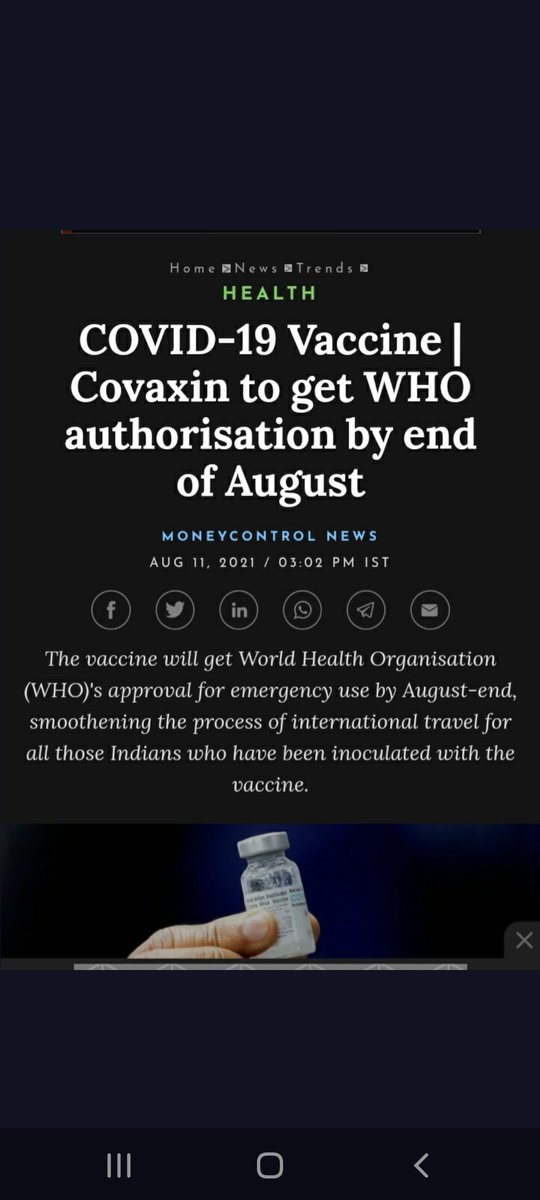 Home News Trends
HEALTH
COVID-19 Vaccine |
Covaxin to get WHO
authorisation by end
of August
MONEYCONTROL NEWS
AUG 11, 2021 / 03:02 PM IST
The vaccine will get World Health Organisation
(WHO)'s approval for emergency use by August-end,
smoothening the process of international travel for
all those Indians who have been inoculated with the
vaccine.